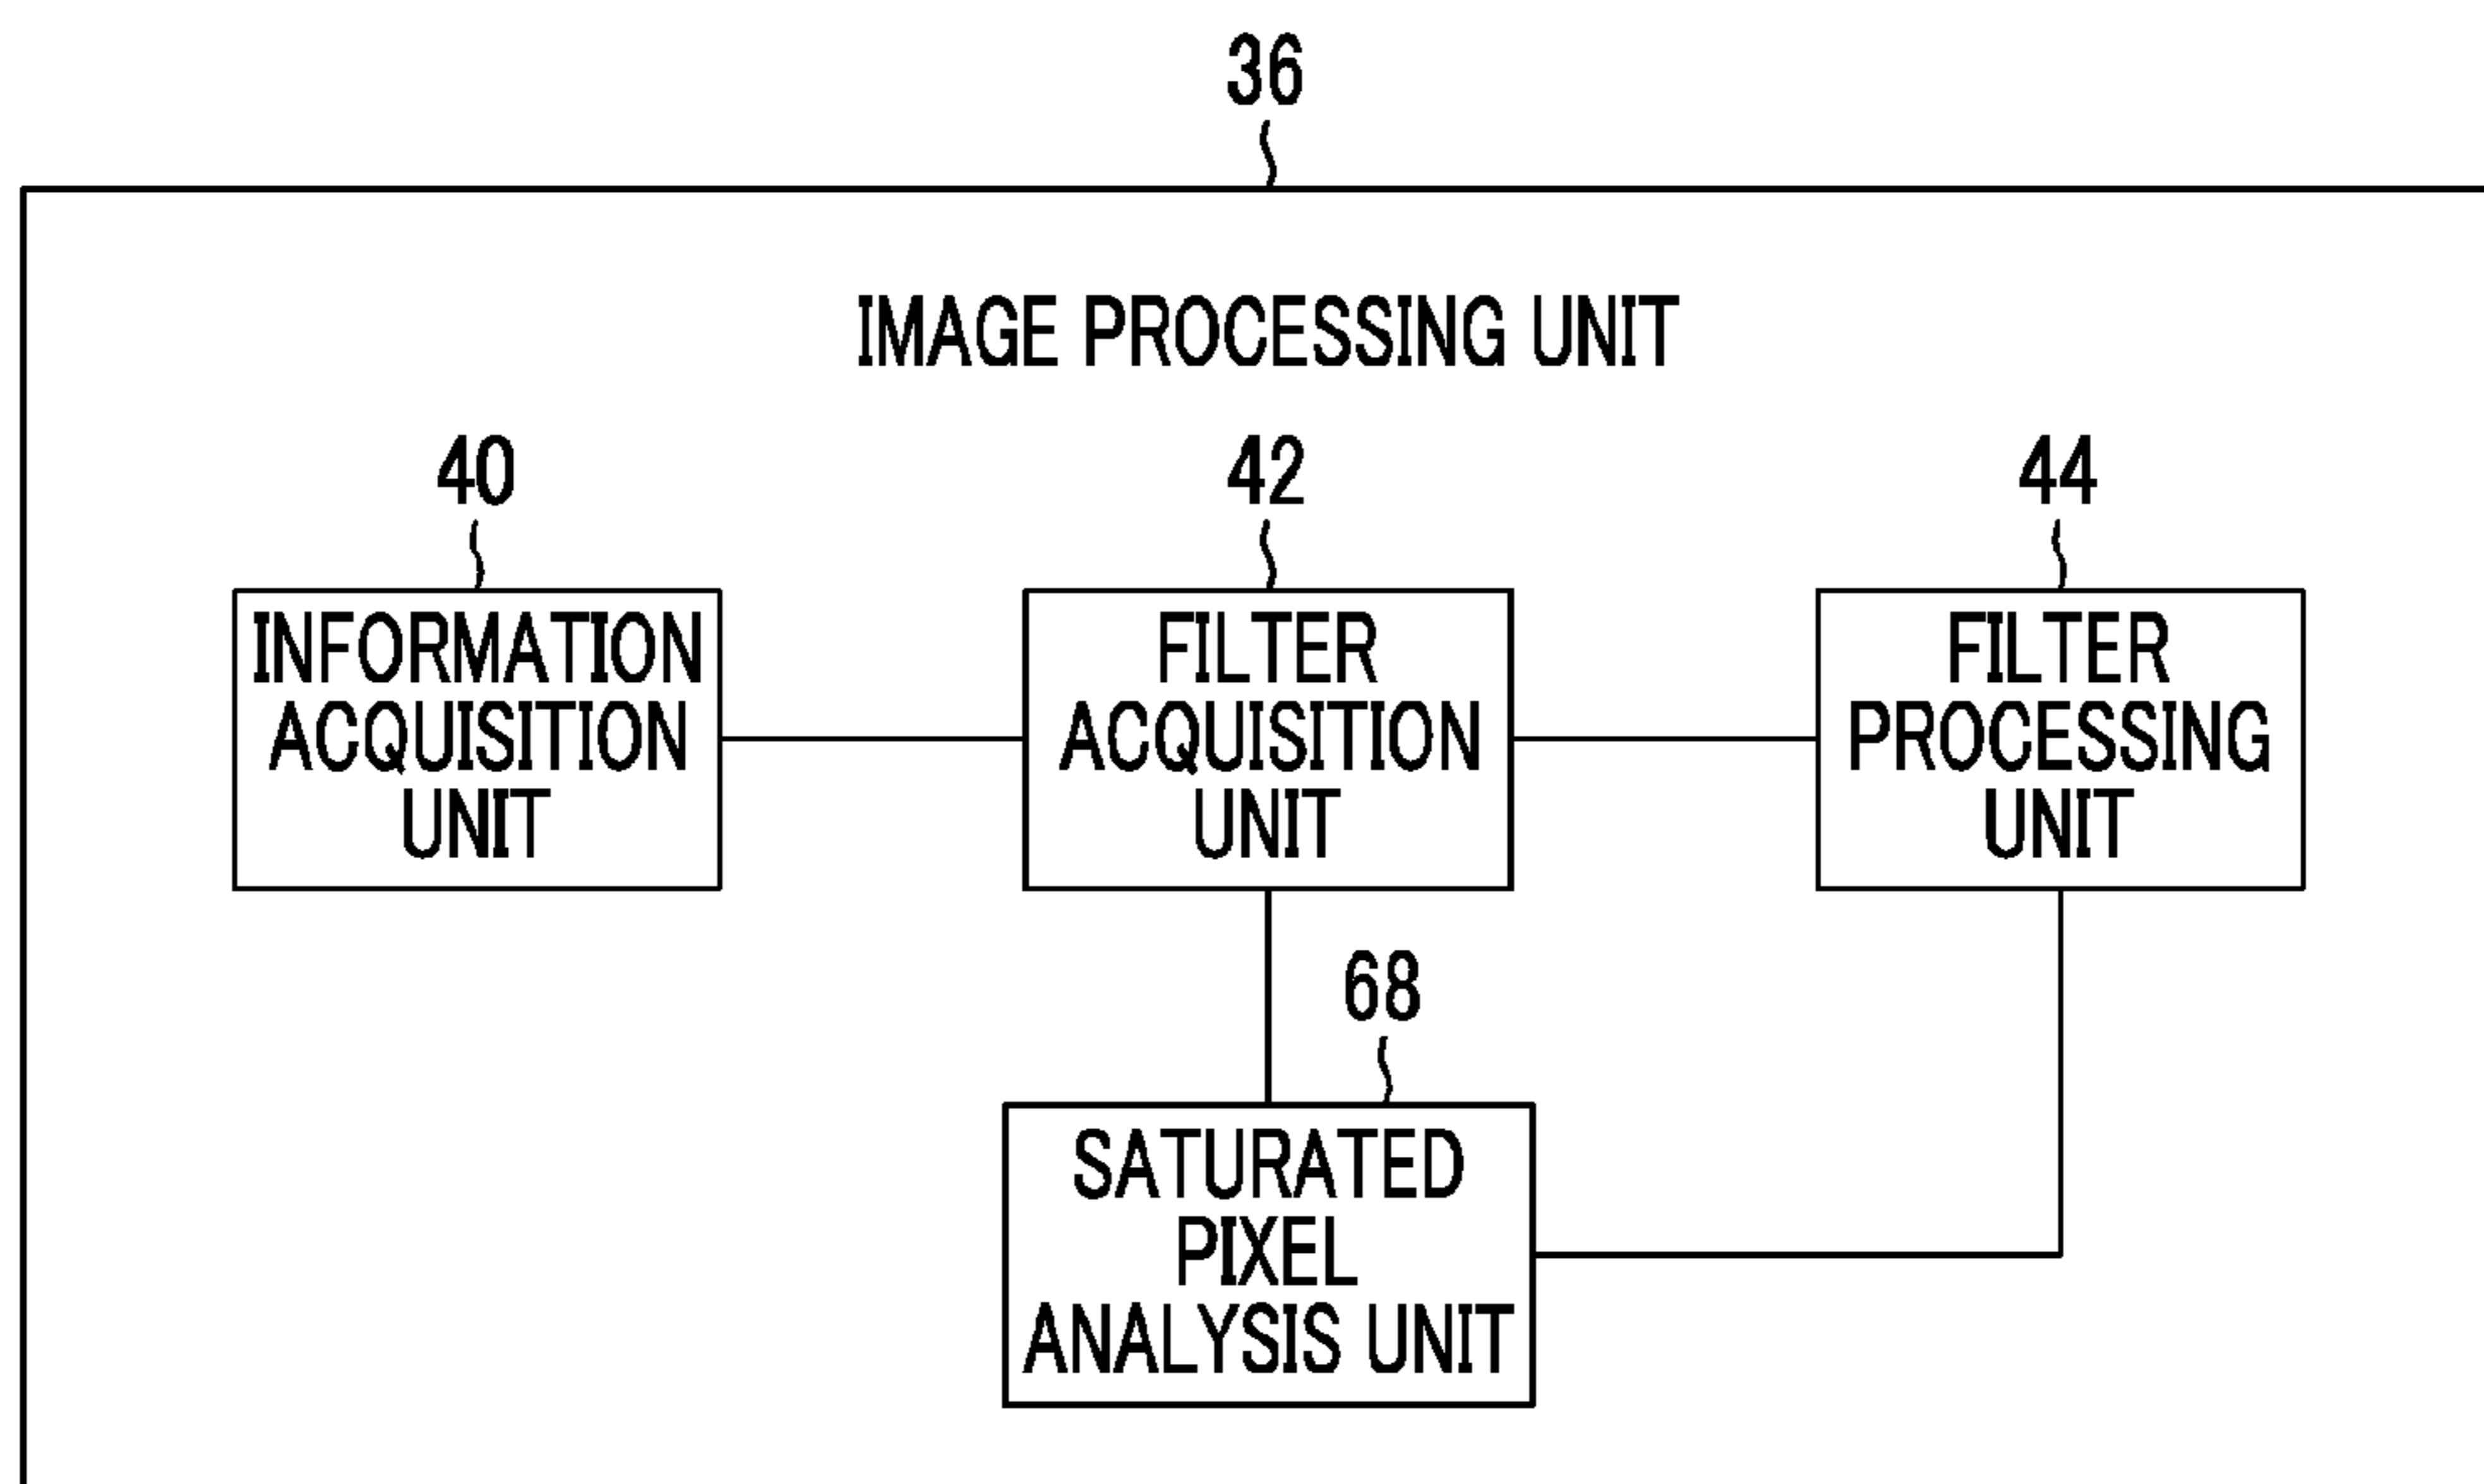 36
IMAGE PROCESSING UNIT
40
INFORMATION
ACQUISITION
UNIT
42
FILTER
ACQUISITION
UNIT
44
FILTER
PROCESSING
UNIT
68
SATURATED
PIXEL
ANALYSIS UNIT